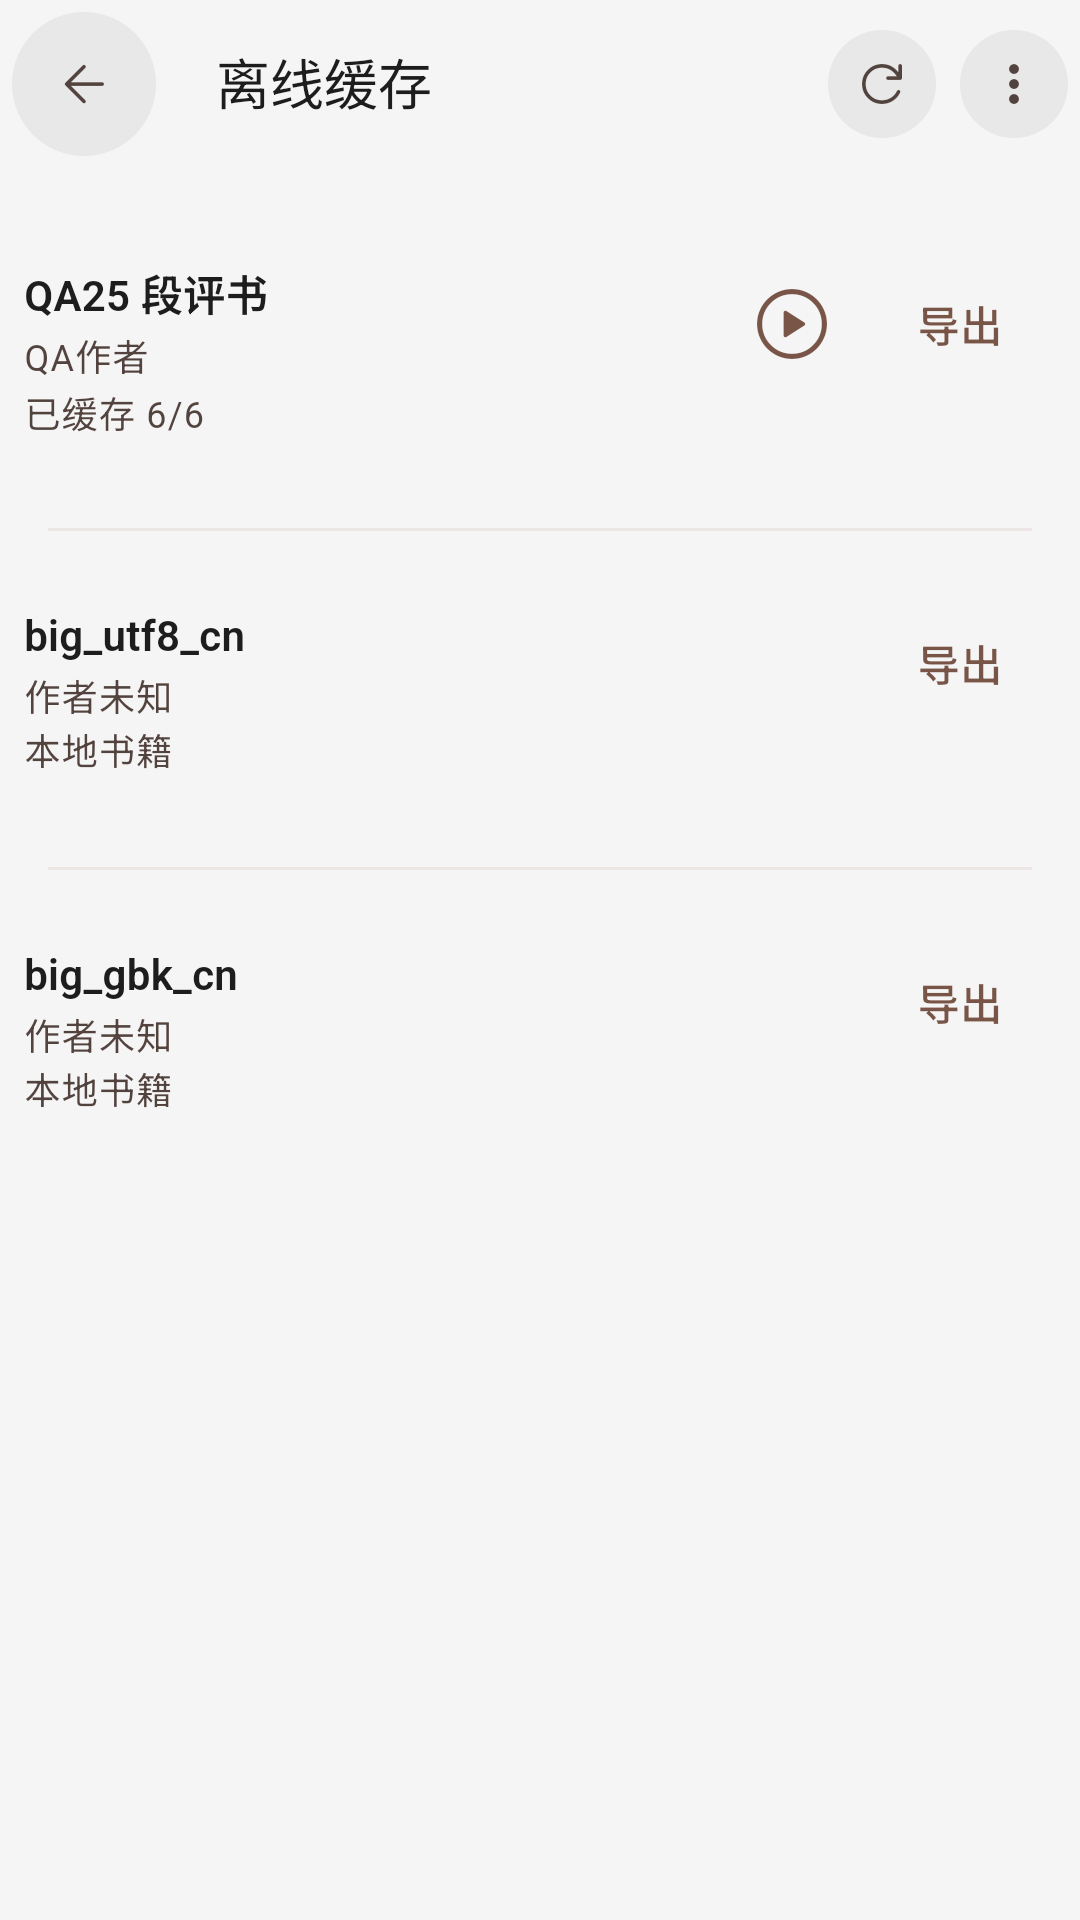 离线缓存
QA25 段评书
QA作者
已缓存 6/6
导出
big_utf8_cn
作者未知
本地书籍
导出
big_gbk_cn
作者未知
本地书籍
导出